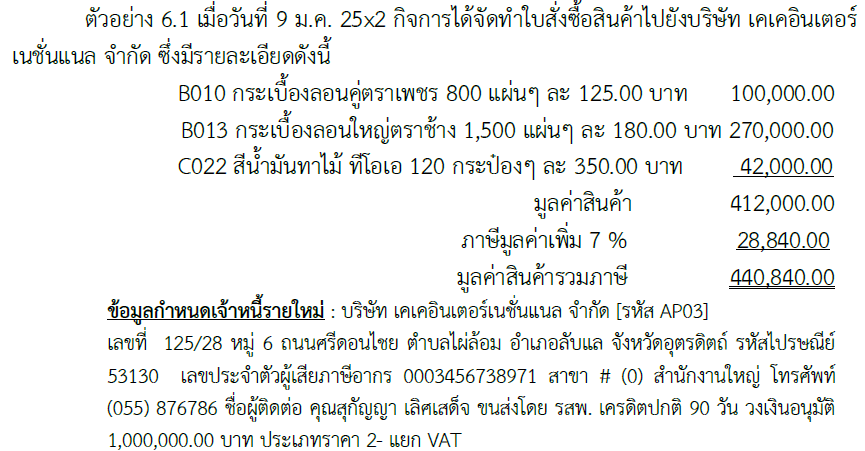 ตัวอย่าง 6.1 เมื่อวันที่ 9 ม.ค. 25x2 กิจการได้จัดทำใบสั่งซื้อสินค้าไปยังบริษัท เคเคอินเตอร์
เนชั่นแนล จำกัด ซึ่งมีรายละเอียดดังนี้
B010 กระเบื้องลอนคู่ตราเพชร 800 แผ่นๆ ละ 125.00 บาท 100,000.00
B013 กระเบื้องลอนใหญ่ตราช้าง 1,500 แผ่นๆ ละ 180.00 บาท 270,000.00
C022 สีน้ำมันทาไม้ ทีโอเอ 120 กระป๋องๆ ละ 350.00 บาท 42,000.00
มูลค่าสินค้า 412,000.00
ภาษีมูลค่าเพิ่ม 7 % 28,840.00
มูลค่าสินค้ารวมภาษี 440,840.00
ข้อมูลกำหนดเจ้าหนี้รายใหม่ : บริษัท เคเคอินเตอร์เนชั่นแนล จำกัด [รหัส AP03]
เลขที่ 125/28 หมู่ 6 ถนนศรีดอนไชย ตำบลไผ่ล้อม อำเภอลับแล จังหวัดอุตรดิตถ์ รหัสไปรษณีย์
53130 เลขประจำตัวผู้เสียภาษีอากร 0003456738971 สาขา # (0) สำนักงานใหญ่ โทรศัพท์
(055) 876786 ชื่อผู้ติดต่อ คุณสุกัญญา เลิศเสด็จ ขนส่งโดย รสพ. เครดิตปกติ 90 วัน วงเงินอนุมัติ
1,000,000.00 บาท ประเภทราคา 2- แยก VAT